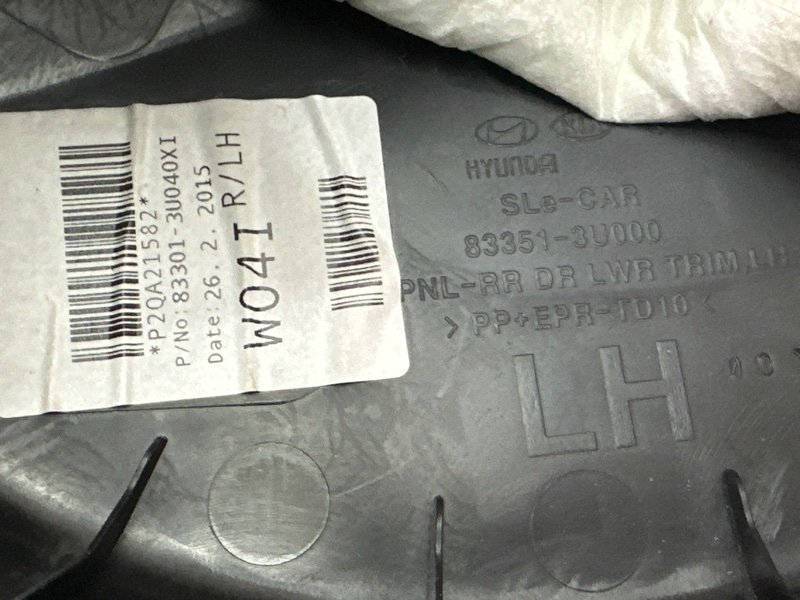 *P2QA21582*
P/No: 83301-3U040XI
Date: 26. 2. 2015
W04I R/LH
HYUNDAI
KIA
SLe-CAR
83351-3U000
PNL-RR DR LWR TRIM, LH
> PP+EPR-TD10 <
LH